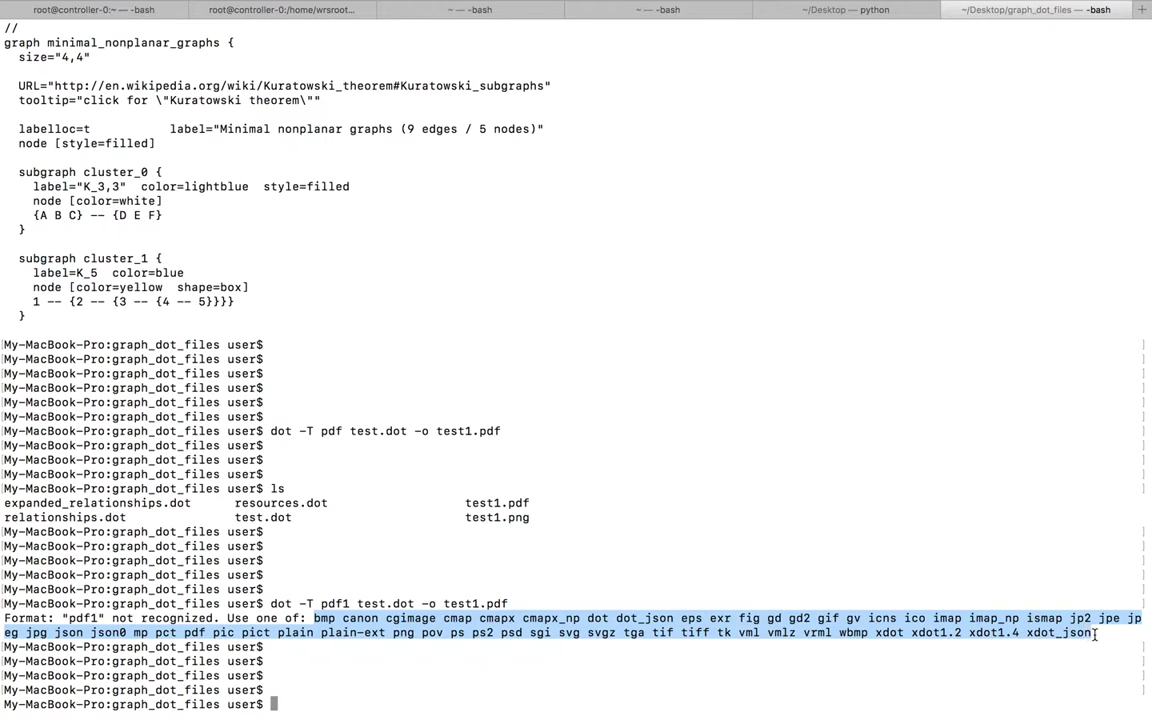 root@controller-0:~ — -bash root@controller-0:/home/wrsroot... ~ — -bash ~ — -bash ~/Desktop — python ~/Desktop/graph_dot_files — -bash +
//
graph minimal_nonplanar_graphs {
  size="4,4"

  URL="http://en.wikipedia.org/wiki/Kuratowski_theorem#Kuratowski_subgraphs"
  tooltip="click for \"Kuratowski theorem\""

  labelloc=t           label="Minimal nonplanar graphs (9 edges / 5 nodes)"
  node [style=filled]

  subgraph cluster_0 {
    label="K_3,3"  color=lightblue  style=filled
    node [color=white]
    {A B C} -- {D E F}
  }

  subgraph cluster_1 {
    label=K_5  color=blue
    node [color=yellow  shape=box]
    1 -- {2 -- {3 -- {4 -- 5}}}}
  }

[My-MacBook-Pro:graph_dot_files user$ ]
[My-MacBook-Pro:graph_dot_files user$ ]
[My-MacBook-Pro:graph_dot_files user$ ]
[My-MacBook-Pro:graph_dot_files user$ ]
[My-MacBook-Pro:graph_dot_files user$ ]
[My-MacBook-Pro:graph_dot_files user$ ]
[My-MacBook-Pro:graph_dot_files user$ dot -T pdf test.dot -o test1.pdf ]
[My-MacBook-Pro:graph_dot_files user$ ]
[My-MacBook-Pro:graph_dot_files user$ ]
[My-MacBook-Pro:graph_dot_files user$ ]
[My-MacBook-Pro:graph_dot_files user$ ls ]
expanded_relationships.dot resources.dot test1.pdf
relationships.dot test.dot test1.png
[My-MacBook-Pro:graph_dot_files user$ ]
[My-MacBook-Pro:graph_dot_files user$ ]
[My-MacBook-Pro:graph_dot_files user$ ]
[My-MacBook-Pro:graph_dot_files user$ ]
[My-MacBook-Pro:graph_dot_files user$ ]
[My-MacBook-Pro:graph_dot_files user$ dot -T pdf1 test.dot -o test1.pdf ]
Format: "pdf1" not recognized. Use one of: bmp canon cgimage cmap cmapx cmapx_np dot dot_json eps exr fig gd gd2 gif gv icns ico imap imap_np ismap jp2 jpe jp
eg jpg json json0 mp pct pdf pic pict plain plain-ext png pov ps ps2 psd sgi svg svgz tga tif tiff tk vml vmlz vrml wbmp xdot xdot1.2 xdot1.4 xdot_json
[My-MacBook-Pro:graph_dot_files user$ ]
[My-MacBook-Pro:graph_dot_files user$ ]
[My-MacBook-Pro:graph_dot_files user$ ]
[My-MacBook-Pro:graph_dot_files user$ ]
My-MacBook-Pro:graph_dot_files user$